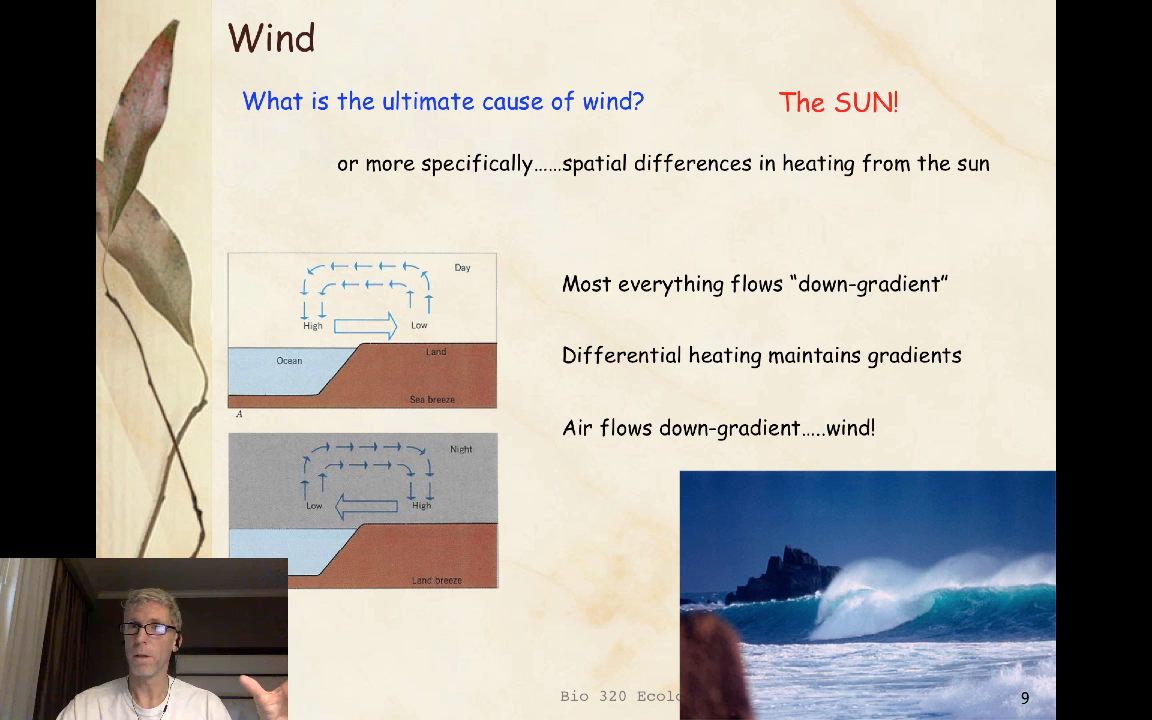 Wind
What is the ultimate cause of wind?
The SUN!
or more specifically……spatial differences in heating from the sun
Day
High
Low
Ocean
Land
Sea breeze
A
Night
Low
High
Land breeze
Most everything flows “down-gradient”
Differential heating maintains gradients
Air flows down-gradient…..wind!
Bio 320 Ecolo
9